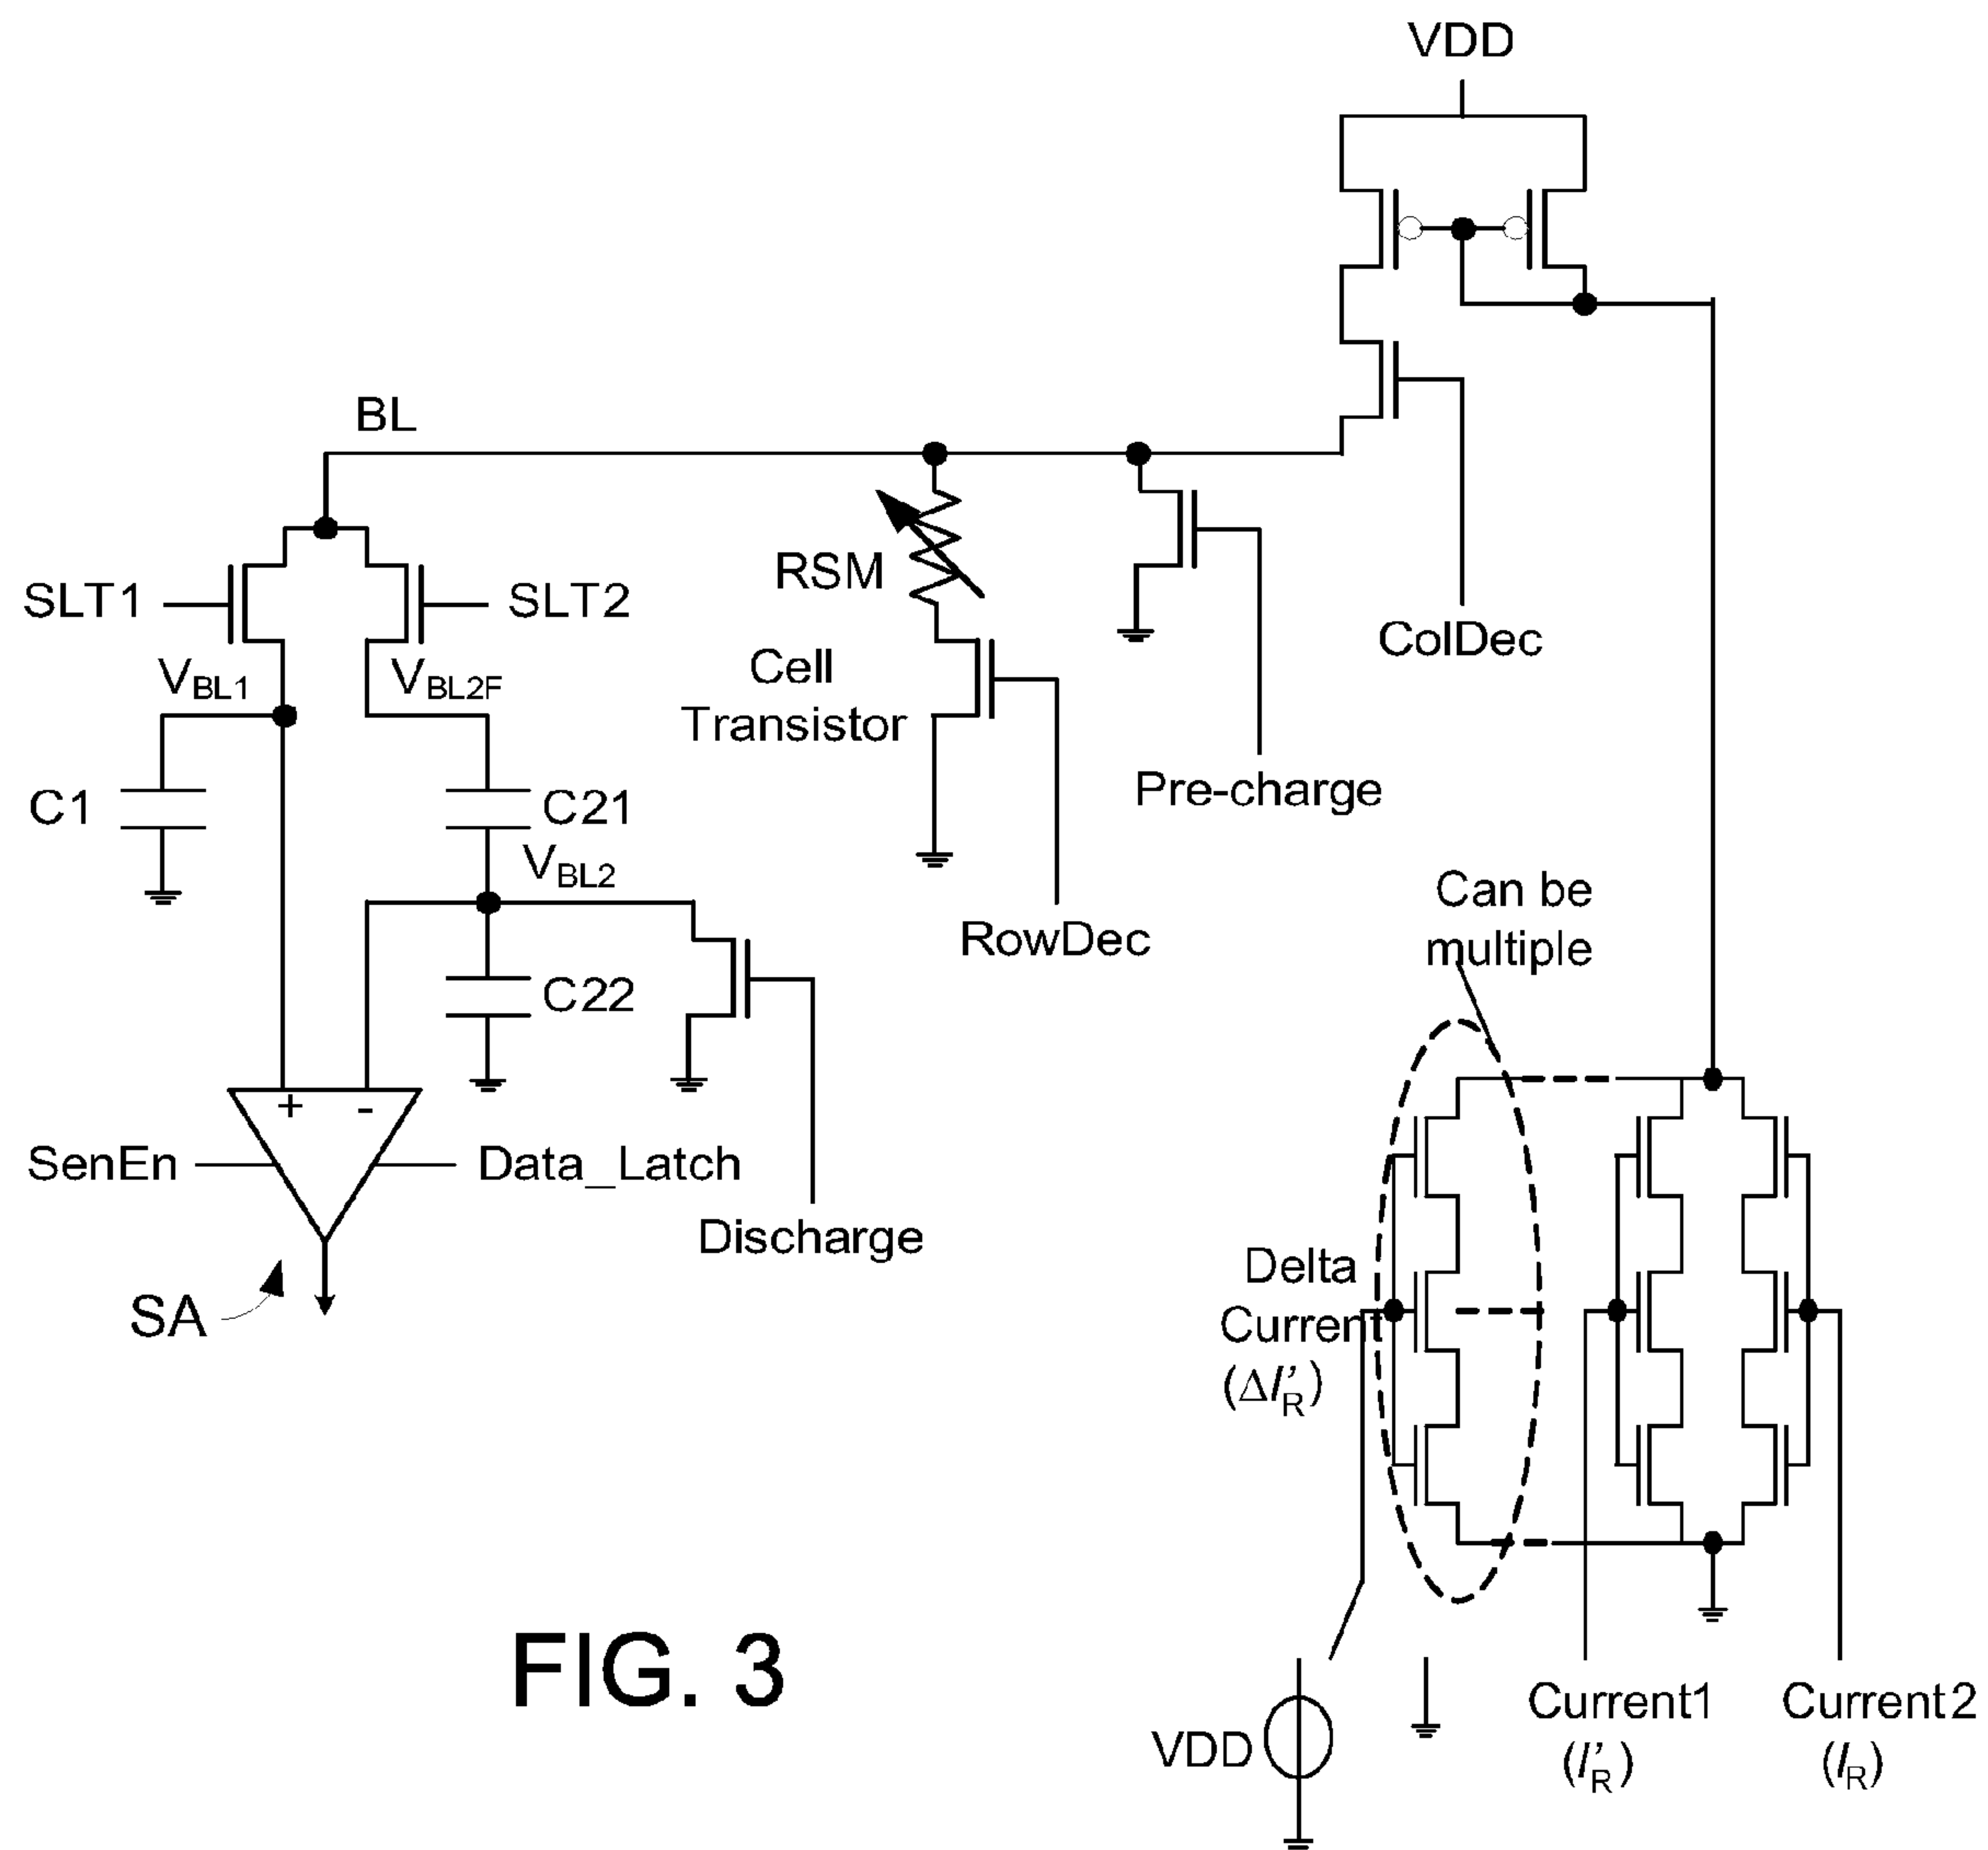 VDD
BL
SLT1
SLT2
RSM
ColDec
VBL1
VBL2F
Cell
Transistor
Pre-charge
C1
C21
VBL2
Can be
multiple
RowDec
C22
+ -
SenEn
Data_Latch
Discharge
SA
Delta
Current
(ΔI'R)
FIG. 3
VDD
Current1
(I'R)
Current2
(IR)